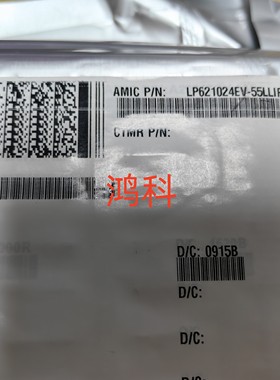 AMIC P/N: LP621024EV-55LLIF
CTMR P/N:
鸿科
D/C: 0915B
D/C:
D/C:
D/C:
D/C: